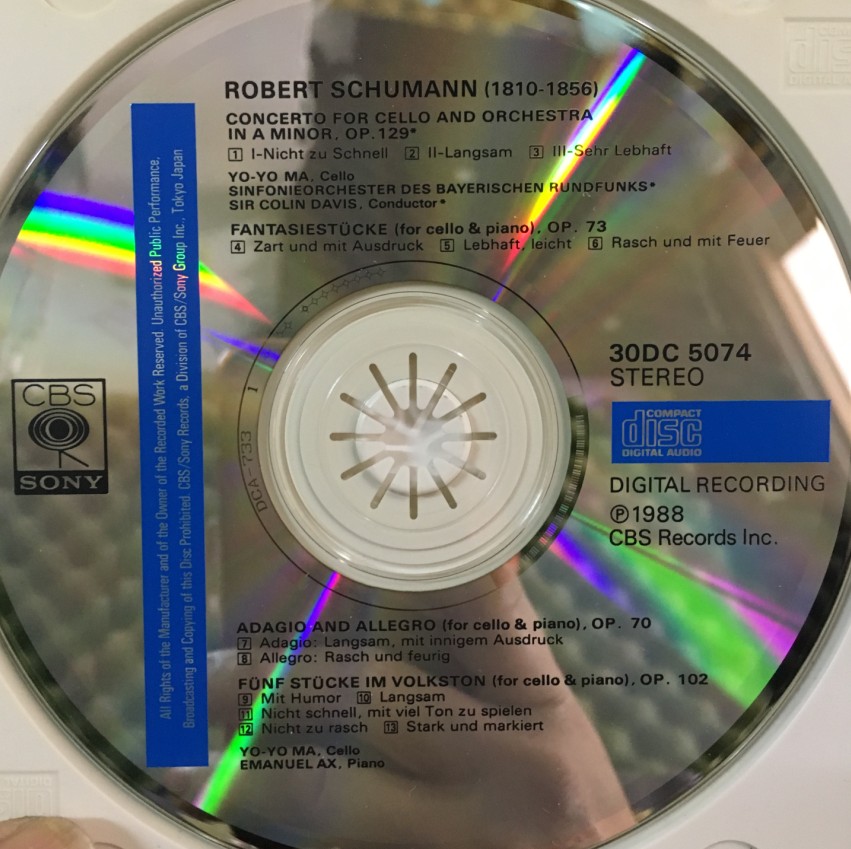 ROBERT SCHUMANN (1810-1856)
CONCERTO FOR CELLO AND ORCHESTRA
IN A MINOR, OP.129*
1 I-Nicht zu Schnell 2 II-Langsam 3 III-Sehr Lebhaft
YO-YO MA, Cello
SINFONIEORCHESTER DES BAYERISCHEN RUNDFUNKS*
SIR COLIN DAVIS, Conductor*
FANTASIESTÜCKE (for cello & piano), OP. 73
4 Zart und mit Ausdruck 5 Lebhaft, leicht 6 Rasch und mit Feuer
All Rights of the Manufacturer and of the Owner of the Recorded Work Reserved. Unauthorized Public Performance,
Broadcasting and Copying of this Disc Prohibited. CBS/Sony Records, a Division of CBS/Sony Group Inc., Tokyo Japan
CBS
SONY
DCA-733 1
30DC 5074
STEREO
COMPACT
disc
DIGITAL AUDIO
DIGITAL RECORDING
℗1988
CBS Records Inc.
ADAGIO AND ALLEGRO (for cello & piano), OP. 70
7 Adagio: Langsam, mit innigem Ausdruck
8 Allegro: Rasch und feurig
FÜNF STÜCKE IM VOLKSTON (for cello & piano), OP. 102
9 Mit Humor 10 Langsam
11 Nicht schnell, mit viel Ton zu spielen
12 Nicht zu rasch 13 Stark und markiert
YO-YO MA, Cello
EMANUEL AX, Piano